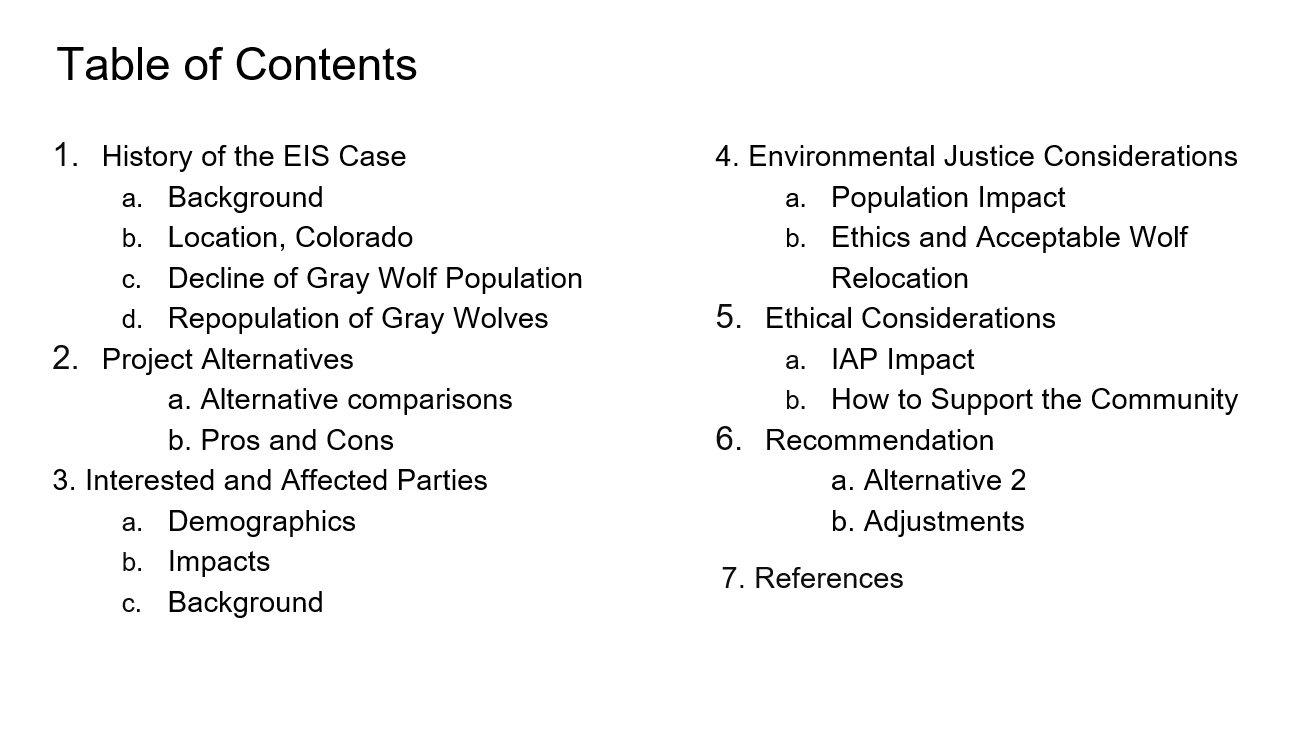 Table of Contents
1. History of the EIS Case
a. Background
b. Location, Colorado
c. Decline of Gray Wolf Population
d. Repopulation of Gray Wolves
2. Project Alternatives
a. Alternative comparisons
b. Pros and Cons
3. Interested and Affected Parties
a. Demographics
b. Impacts
c. Background
4. Environmental Justice Considerations
a. Population Impact
b. Ethics and Acceptable Wolf
Relocation
5. Ethical Considerations
a. IAP Impact
b. How to Support the Community
6. Recommendation
a. Alternative 2
b. Adjustments
7. References